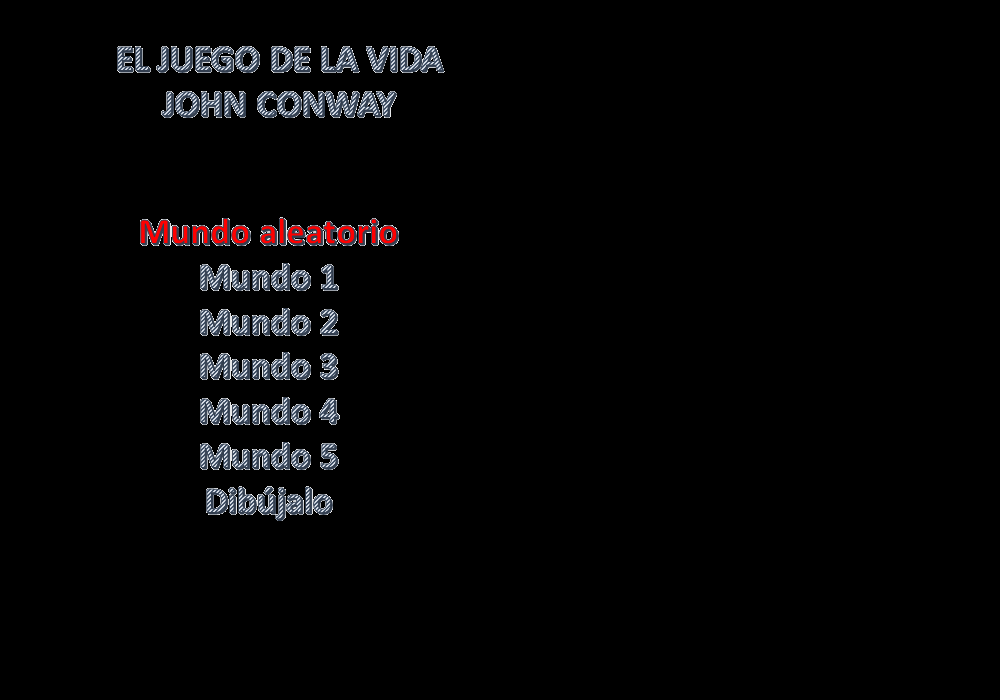 EL JUEGO DE LA VIDA
JOHN CONWAY
Mundo aleatorio
Mundo 1
Mundo 2
Mundo 3
Mundo 4
Mundo 5
Dibújalo